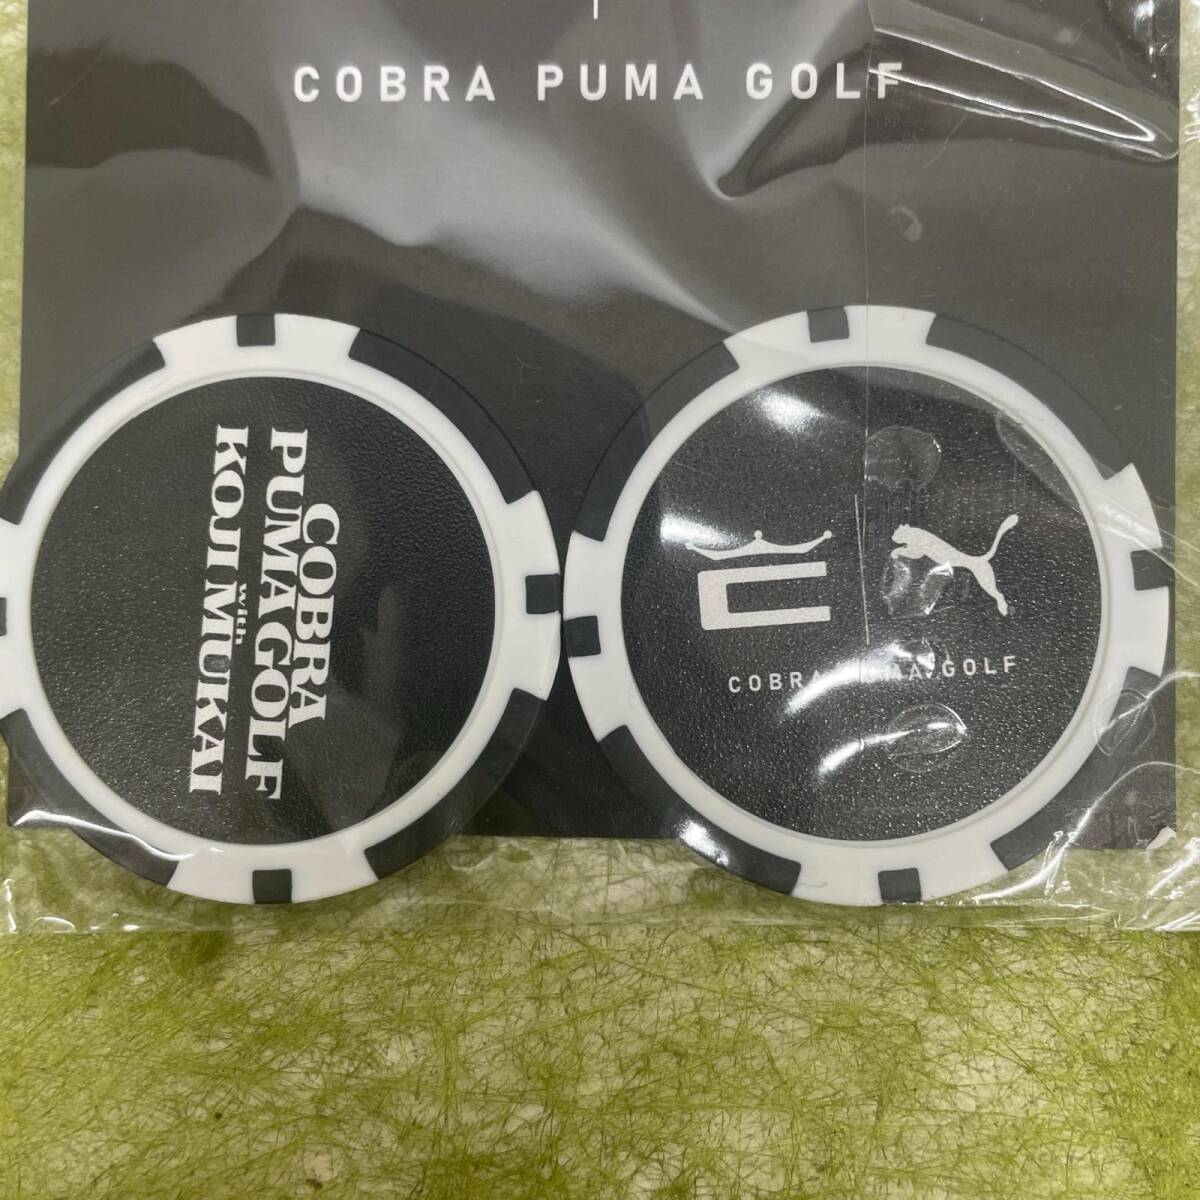 COBRA PUMA GOLF
COBRA
PUMA GOLF
with
KOJI MUKAI
COBRA PUMA GOLF